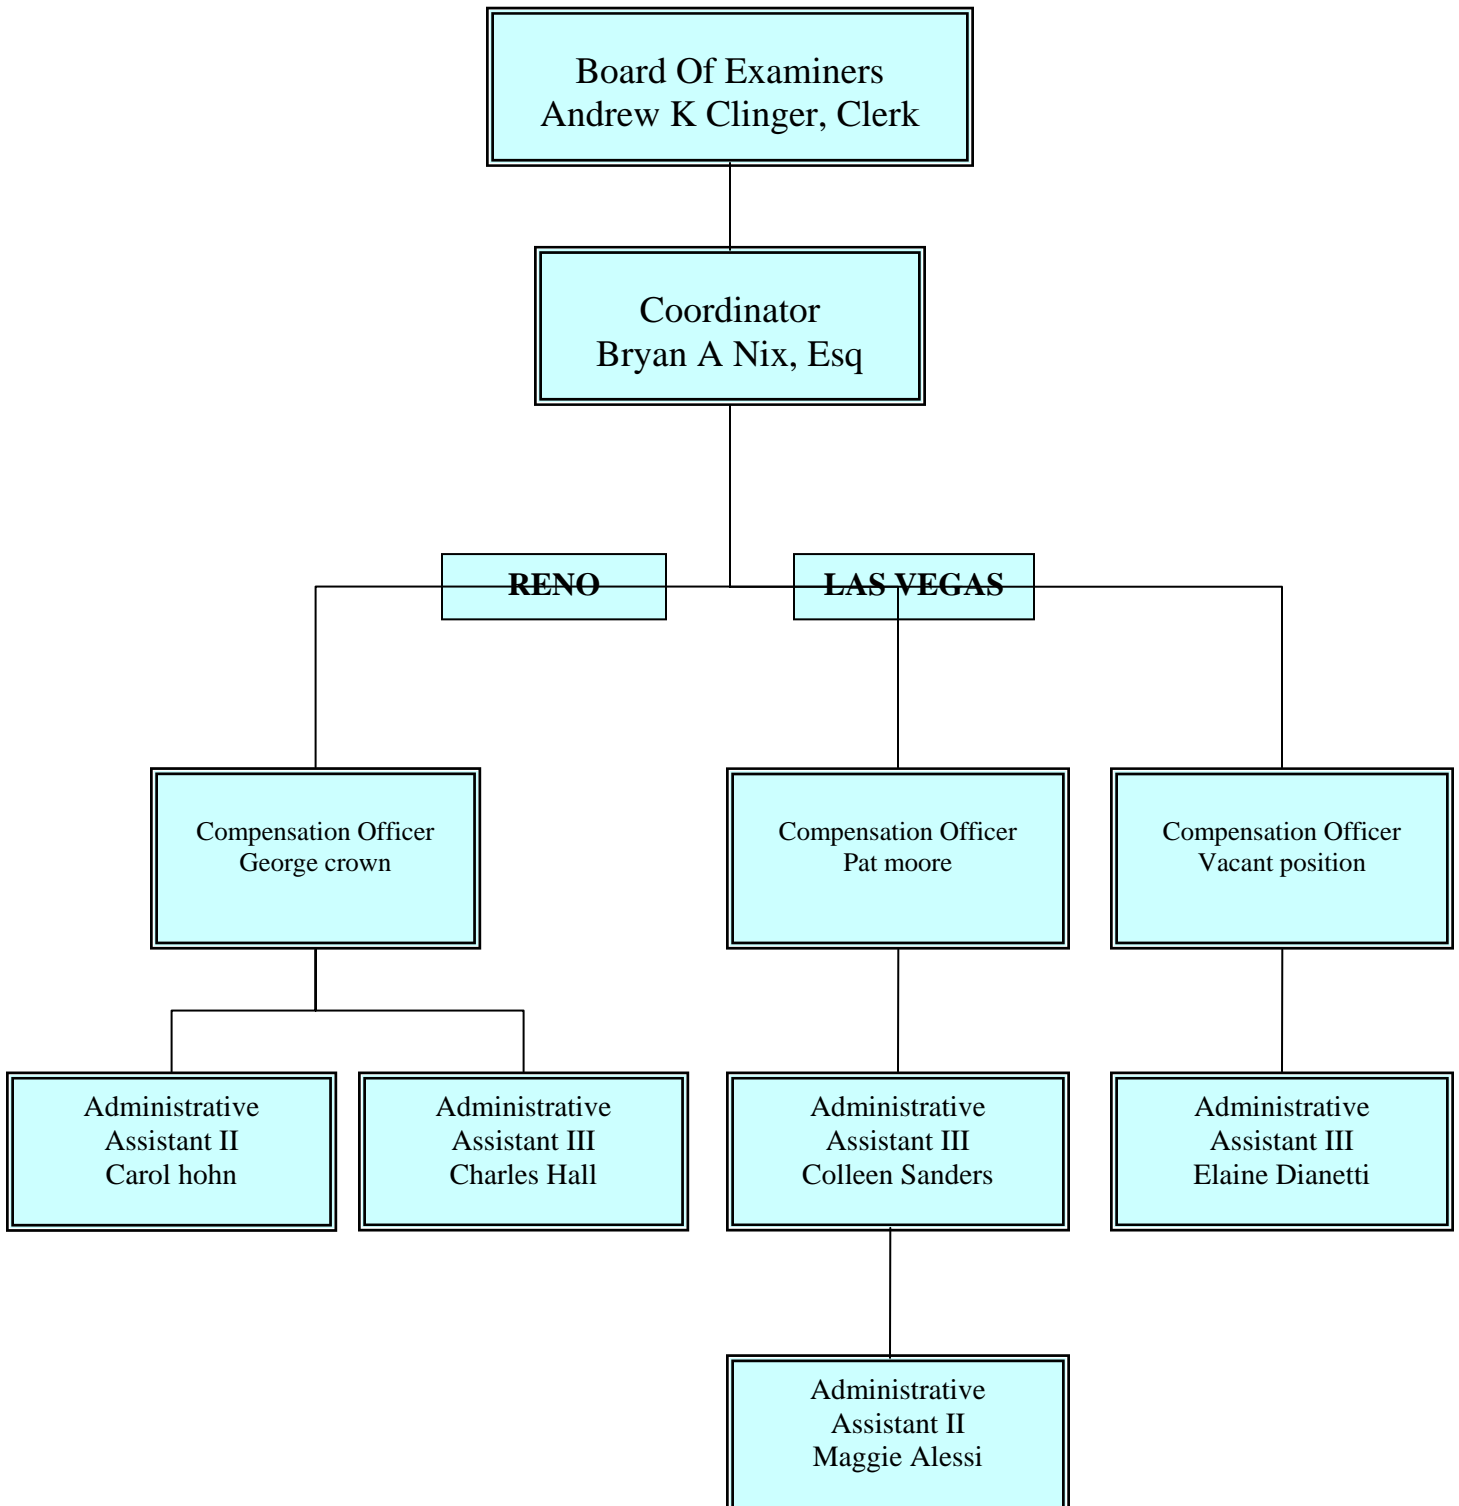 Board Of Examiners
Andrew K Clinger, Clerk
Coordinator
Bryan A Nix, Esq
RENO
LAS VEGAS
Compensation Officer
George crown
Compensation Officer
Pat moore
Compensation Officer
Vacant position
Administrative
Assistant II
Carol hohn
Administrative
Assistant III
Charles Hall
Administrative
Assistant III
Colleen Sanders
Administrative
Assistant III
Elaine Dianetti
Administrative
Assistant II
Maggie Alessi